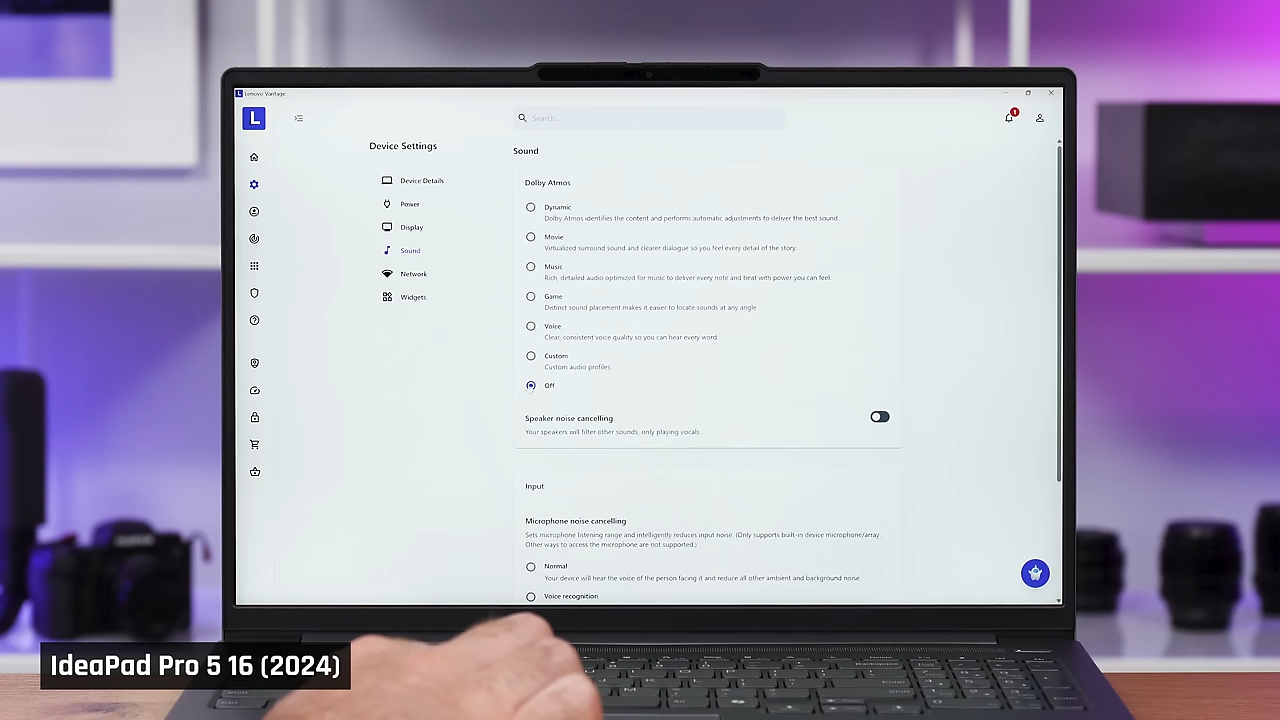 Lenovo Vantage
L
Search...
1
Device Settings
Device Details
Power
Display
Sound
Network
Widgets
Sound
Dolby Atmos
Dynamic
Dolby Atmos identifies the content and performs automatic adjustments to deliver the best sound.
Movie
Virtualized surround sound and clearer dialogue so you feel every detail of the story.
Music
Rich, detailed audio optimized for music to deliver every note and beat with power you can feel.
Game
Distinct sound placement makes it easier to locate sounds at any angle.
Voice
Clear, consistent voice quality so you can hear every word.
Custom
Custom audio profiles.
Off
Speaker noise cancelling
Your speakers will filter other sounds, only playing vocals
Input
Microphone noise cancelling
Sets microphone listening range and intelligently reduces input noise. (Only supports built-in device microphone/array.
Other ways to access the microphone are not supported.)
Normal
Your device will hear the voice of the person facing it and reduce all other ambient and background noise.
Voice recognition
IdeaPad Pro 5 16 (2024)